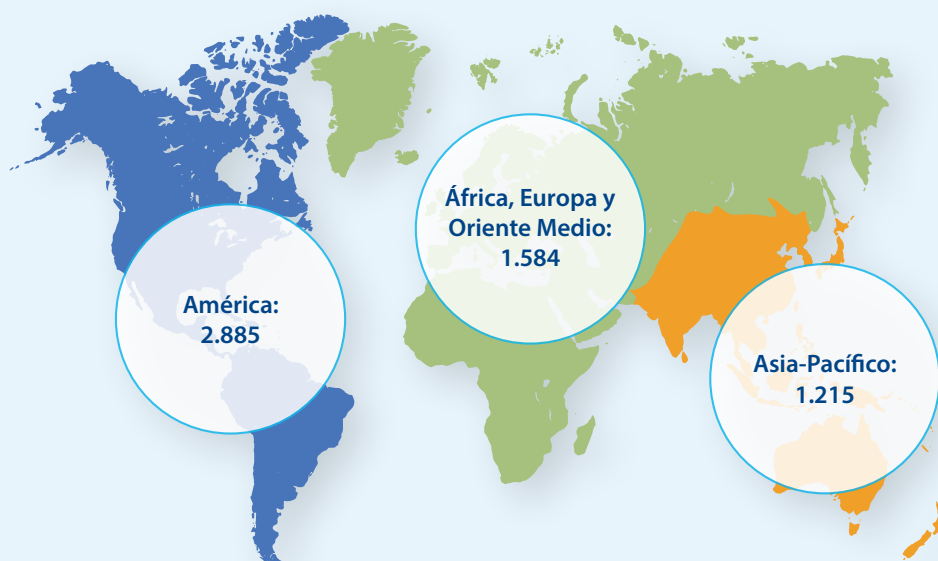 África, Europa y
Oriente Medio:
1.584
América:
2.885
Asia-Pacífico:
1.215